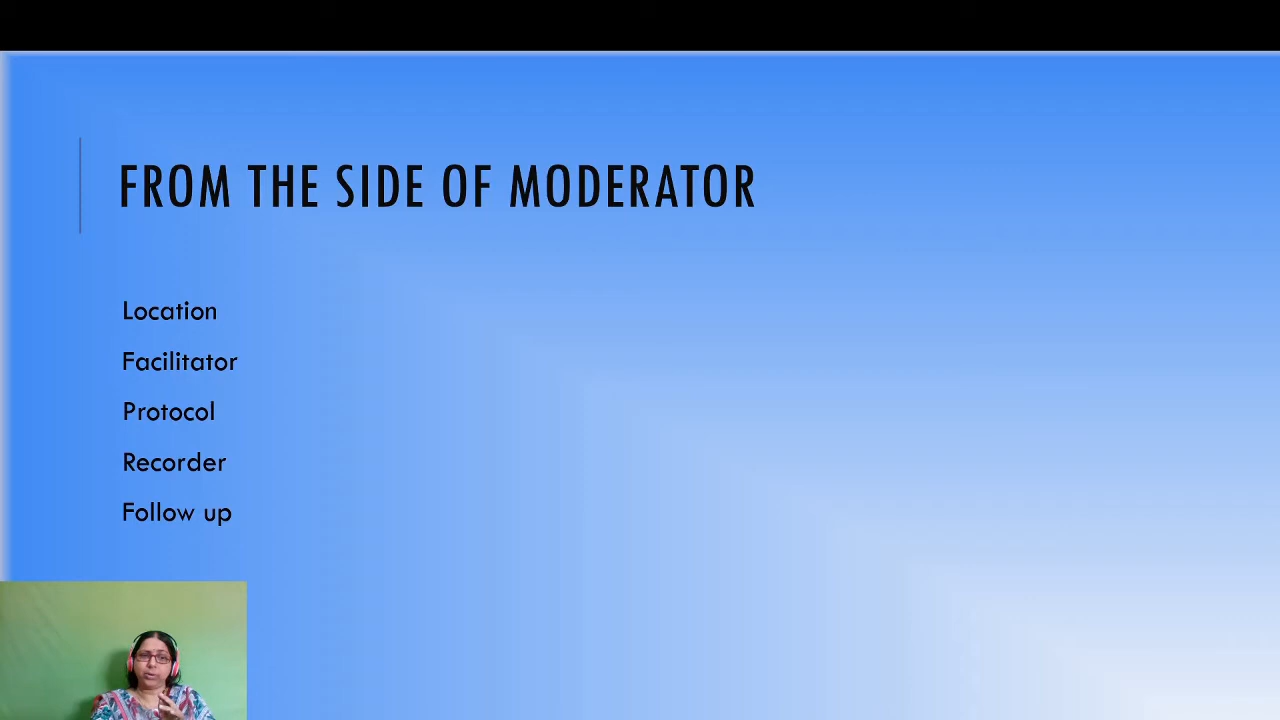 FROM THE SIDE OF MODERATOR
Location
Facilitator
Protocol
Recorder
Follow up